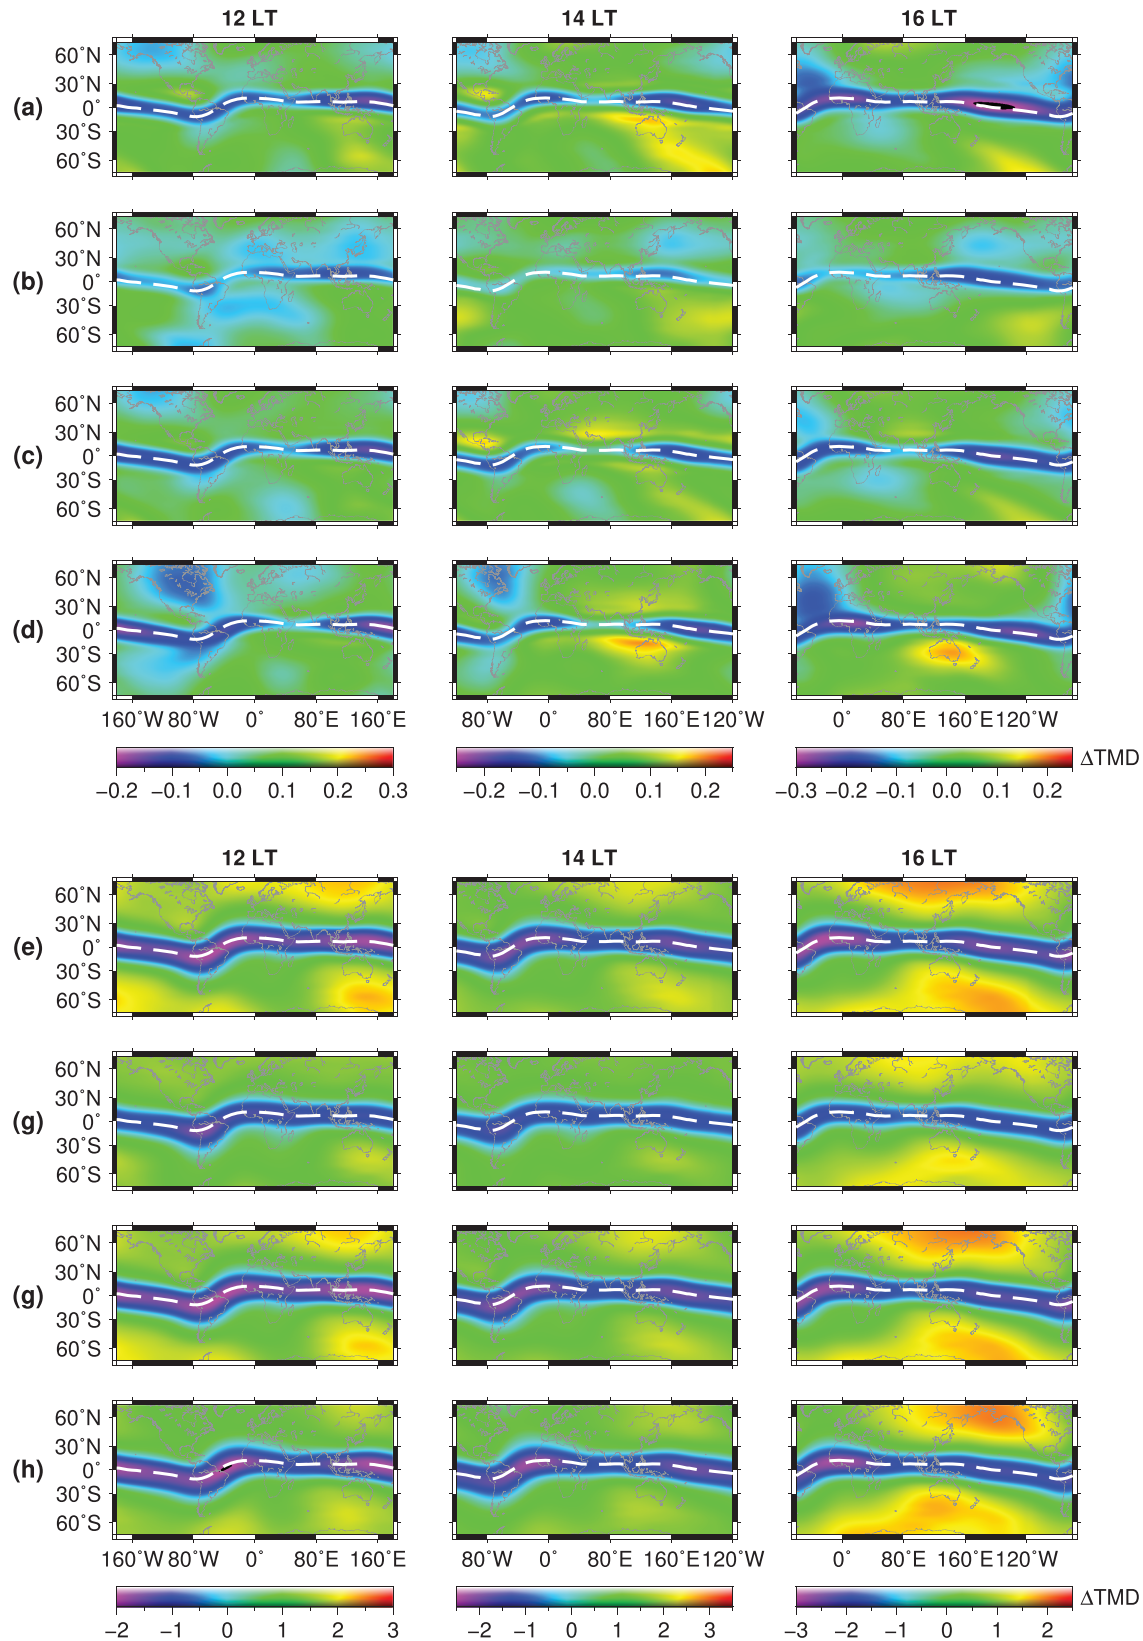 12 LT 14 LT 16 LT
(a) 60˚N 30˚N 0˚ 30˚S 60˚S
(b) 60˚N 30˚N 0˚ 30˚S 60˚S
(c) 60˚N 30˚N 0˚ 30˚S 60˚S
(d) 60˚N 30˚N 0˚ 30˚S 60˚S
160˚W 80˚W 0˚ 80˚E 160˚E 80˚W 0˚ 80˚E 160˚E 120˚W 0˚ 80˚E 160˚E 120˚W
ΔTMD
−0.2 −0.1 0.0 0.1 0.2 0.3 −0.2 −0.1 0.0 0.1 0.2 −0.3 −0.2 −0.1 0.0 0.1 0.2
12 LT 14 LT 16 LT
(e) 60˚N 30˚N 0˚ 30˚S 60˚S
(g) 60˚N 30˚N 0˚ 30˚S 60˚S
(g) 60˚N 30˚N 0˚ 30˚S 60˚S
(h) 60˚N 30˚N 0˚ 30˚S 60˚S
160˚W 80˚W 0˚ 80˚E 160˚E 80˚W 0˚ 80˚E 160˚E 120˚W 0˚ 80˚E 160˚E 120˚W
ΔTMD
−2 −1 0 1 2 3 −2 −1 0 1 2 3 −3 −2 −1 0 1 2